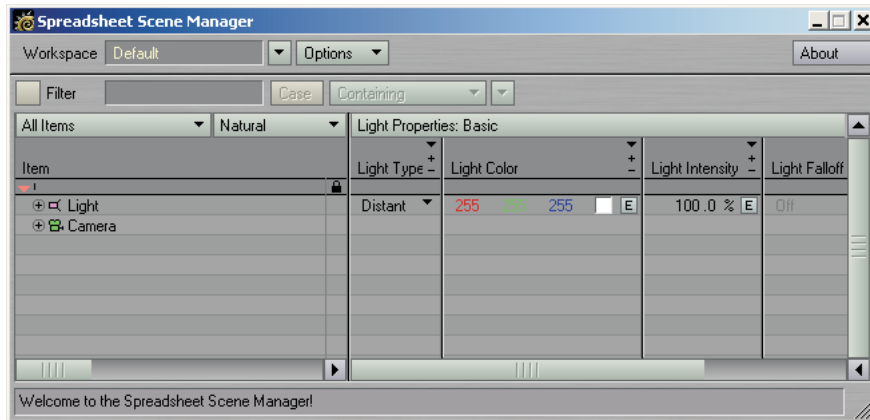 Spreadsheet Scene Manager
Workspace Default Options About
Filter Case Containing
All Items Natural Light Properties: Basic
Item Light Type Light Color Light Intensity Light Falloff
Light Distant 255 255 255 E 100.0 % E Off
Camera
Welcome to the Spreadsheet Scene Manager!